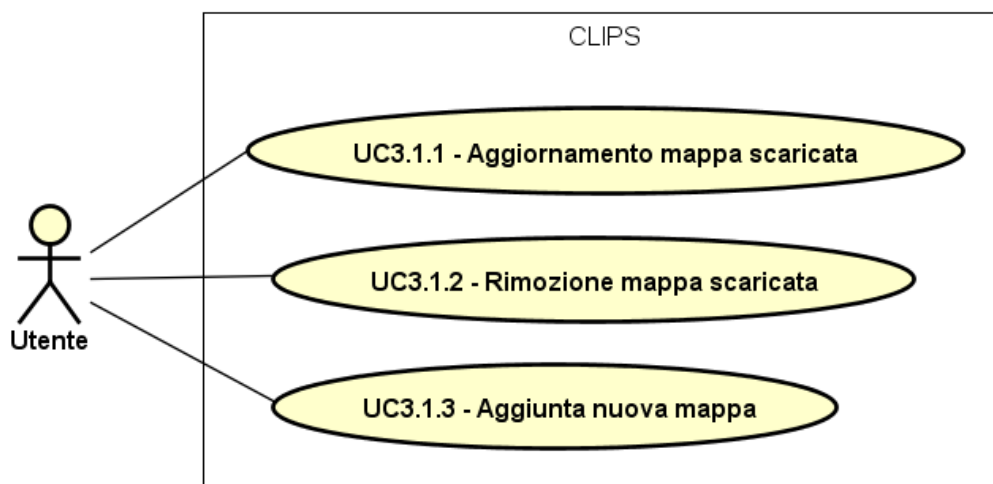 CLIPS
UC3.1.1 - Aggiornamento mappa scaricata
UC3.1.2 - Rimozione mappa scaricata
Utente
UC3.1.3 - Aggiunta nuova mappa